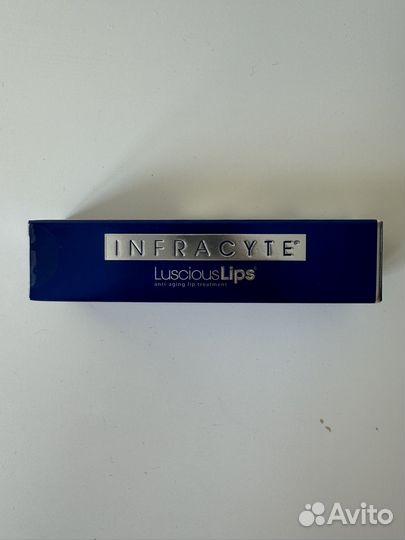 INFRACYTE®
LusciousLips®
anti-aging lip treatment
Avito